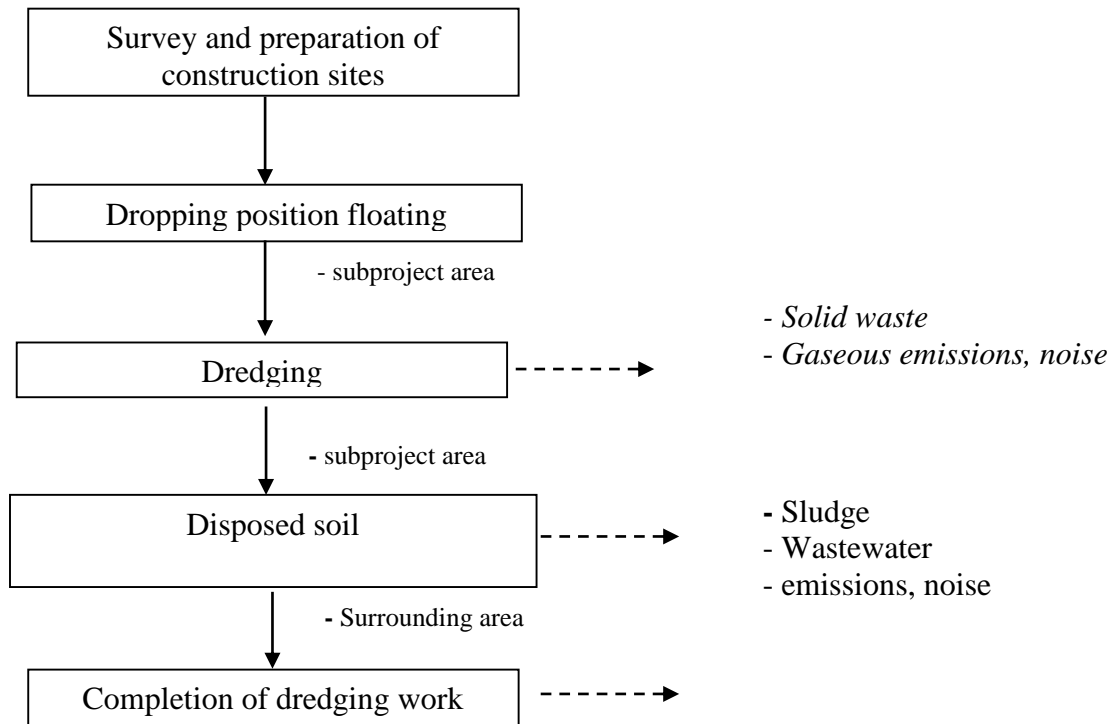 Survey and preparation of
construction sites
Dropping position floating
- subproject area
- Solid waste
- Gaseous emissions, noise
Dredging
- subproject area
Disposed soil
- Sludge
- Wastewater
- emissions, noise
- Surrounding area
Completion of dredging work